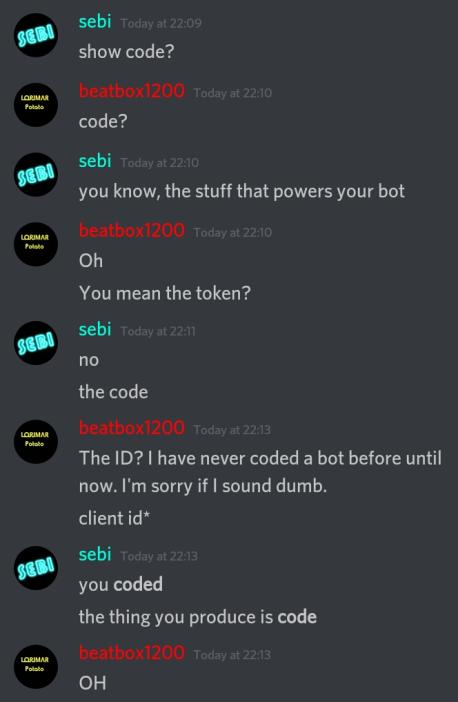 SEBI
sebi Today at 22:09
show code?
LORIMAR
Potato
beatbox1200 Today at 22:10
code?
SEBI
sebi Today at 22:10
you know, the stuff that powers your bot
LORIMAR
Potato
beatbox1200 Today at 22:10
Oh
You mean the token?
SEBI
sebi Today at 22:11
no
the code
LORIMAR
Potato
beatbox1200 Today at 22:13
The ID? I have never coded a bot before until
now. I'm sorry if I sound dumb.
client id*
SEBI
sebi Today at 22:13
you coded
the thing you produce is code
LORIMAR
Potato
beatbox1200 Today at 22:13
OH